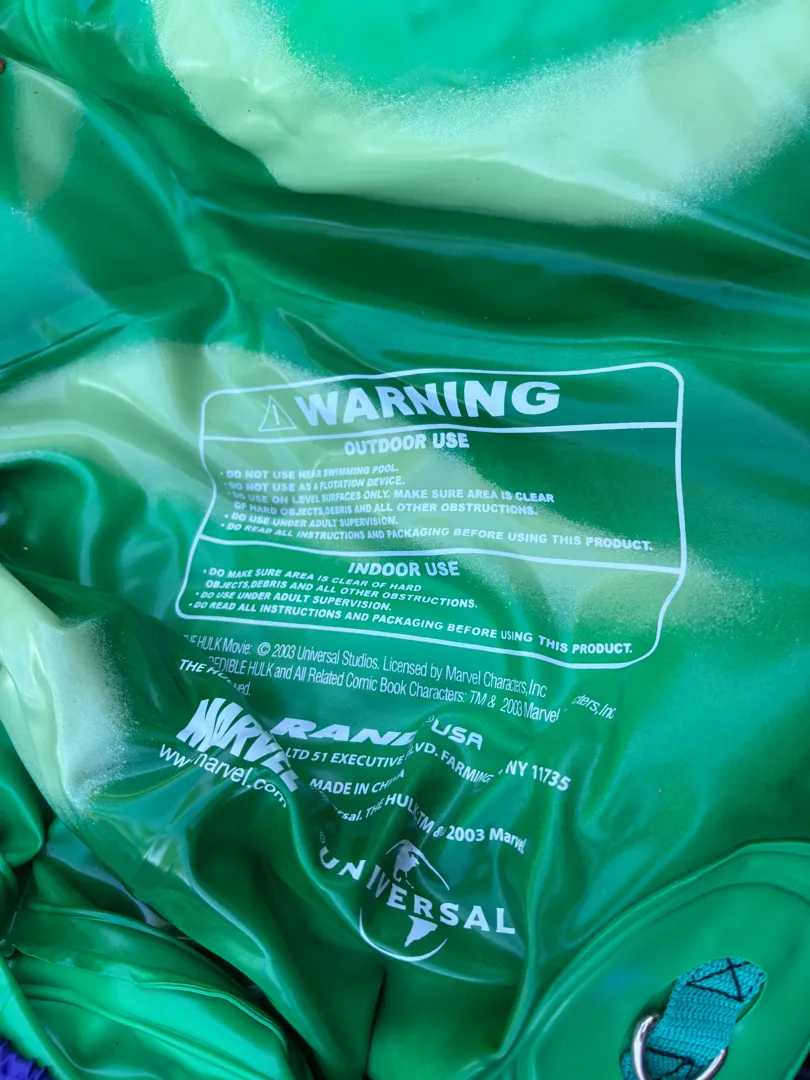 WARNING
OUTDOOR USE
• DO NOT USE NEAR SWIMMING POOL.
• DO NOT USE AS A FLOTATION DEVICE.
• DO USE ON LEVEL SURFACES ONLY. MAKE SURE AREA IS CLEAR
OF HARD OBJECTS,DEBRIS AND ALL OTHER OBSTRUCTIONS.
• DO USE UNDER ADULT SUPERVISION.
• DO READ ALL INSTRUCTIONS AND PACKAGING BEFORE USING THIS PRODUCT.
INDOOR USE
• DO MAKE SURE AREA IS CLEAR OF HARD
OBJECTS,DEBRIS AND ALL OTHER OBSTRUCTIONS.
• DO USE UNDER ADULT SUPERVISION.
• DO READ ALL INSTRUCTIONS AND PACKAGING BEFORE USING THIS PRODUCT.
HULK Movie: © 2003 Universal Studios. Licensed by Marvel Characters,Inc
THE HULK and All Related Comic Book Characters: TM & 2003 Marvel
MARVEL RAND USA
www.marvel.com LTD 51 EXECUTIVE NY 11735
MADE IN
THE HULK TM & 2003 Marvel
UNIVERSAL